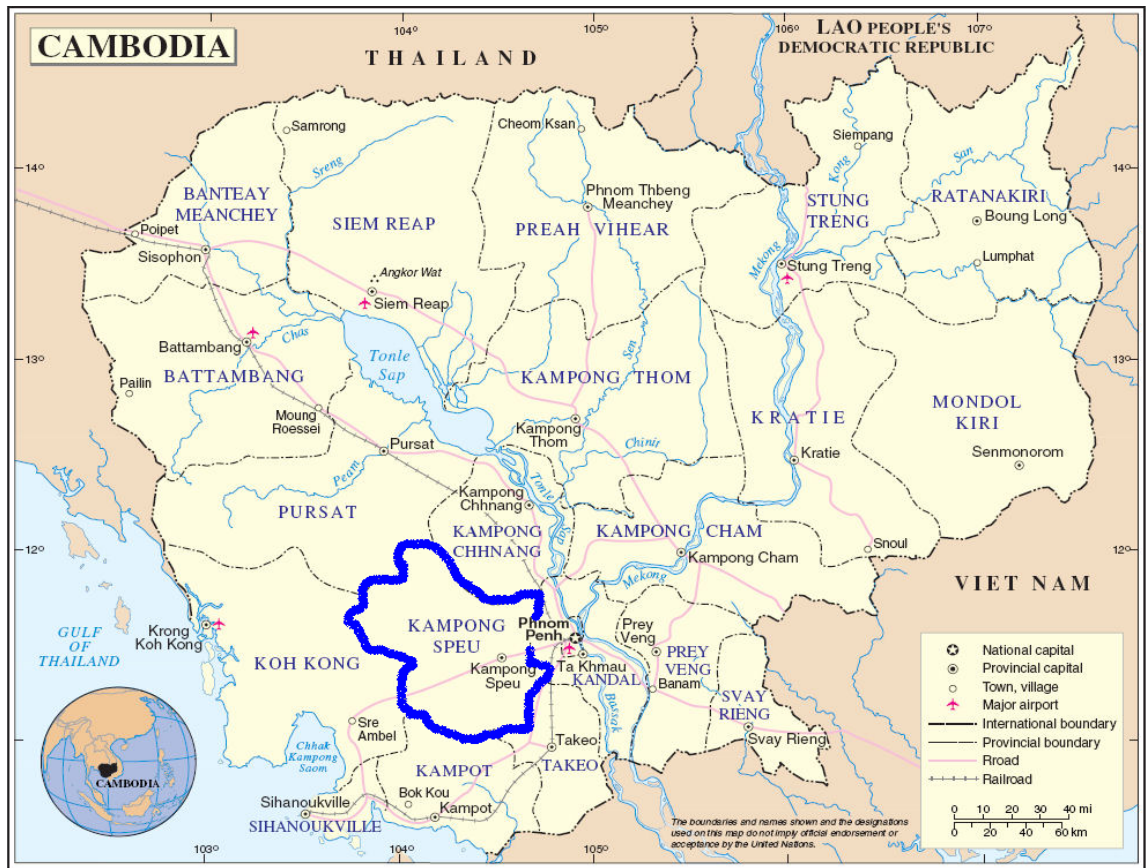 CAMBODIA
104°
105°
106°
107°
LAO PEOPLE'S
DEMOCRATIC REPUBLIC
THAILAND
Samrong
Cheom Ksan
Siempang
Sreng
Kong
San
14°
14°
BANTEAY
MEANCHEY
SIEM REAP
Phnom Thbeng
Meanchey
PREAH VIHEAR
STUNG
TRENG
RATANAKIRI
Boung Long
Poipet
Sisophon
Mekong
Stung Treng
Lumphat
Angkor Wat
Siem Reap
Chas
Battambang
BATTAMBANG
Tonle
Sap
Sen
13°
13°
KAMPONG THOM
Pailin
Moung
Roessei
KRATIE
MONDOL
KIRI
Kampong
Thom
Chinit
Pursat
Kratie
Senmonorom
Peam
Kampong
Chhnang
Tonle
Sap
PURSAT
KAMPONG
CHHNANG
KAMPONG CHAM
Kampong Cham
Snoul
12°
12°
Mekong
VIET NAM
GULF
OF
THAILAND
Krong
Koh Kong
KOH KONG
KAMPONG
SPEU
Phnom
Penh
Prey
Veng
PREY
VENG
Kampong
Speu
Ta Khmau
KANDAL
Banam
Bassak
SVAY
RIENG
Svay Rieng
Sre
Ambel
Chhak
Kampong
Saom
Takeo
TAKEO
KAMPOT
Bok Kou
Kampot
Sihanoukville
SIHANOUKVILLE
CAMBODIA
National capital
Provincial capital
Town, village
Major airport
International boundary
Provincial boundary
Rroad
Railroad
0 10 20 30 40 mi
0 20 40 60 km
The boundaries and names shown and the designations
used on this map do not imply official endorsement or
acceptance by the United Nations.
103°
104°
105°